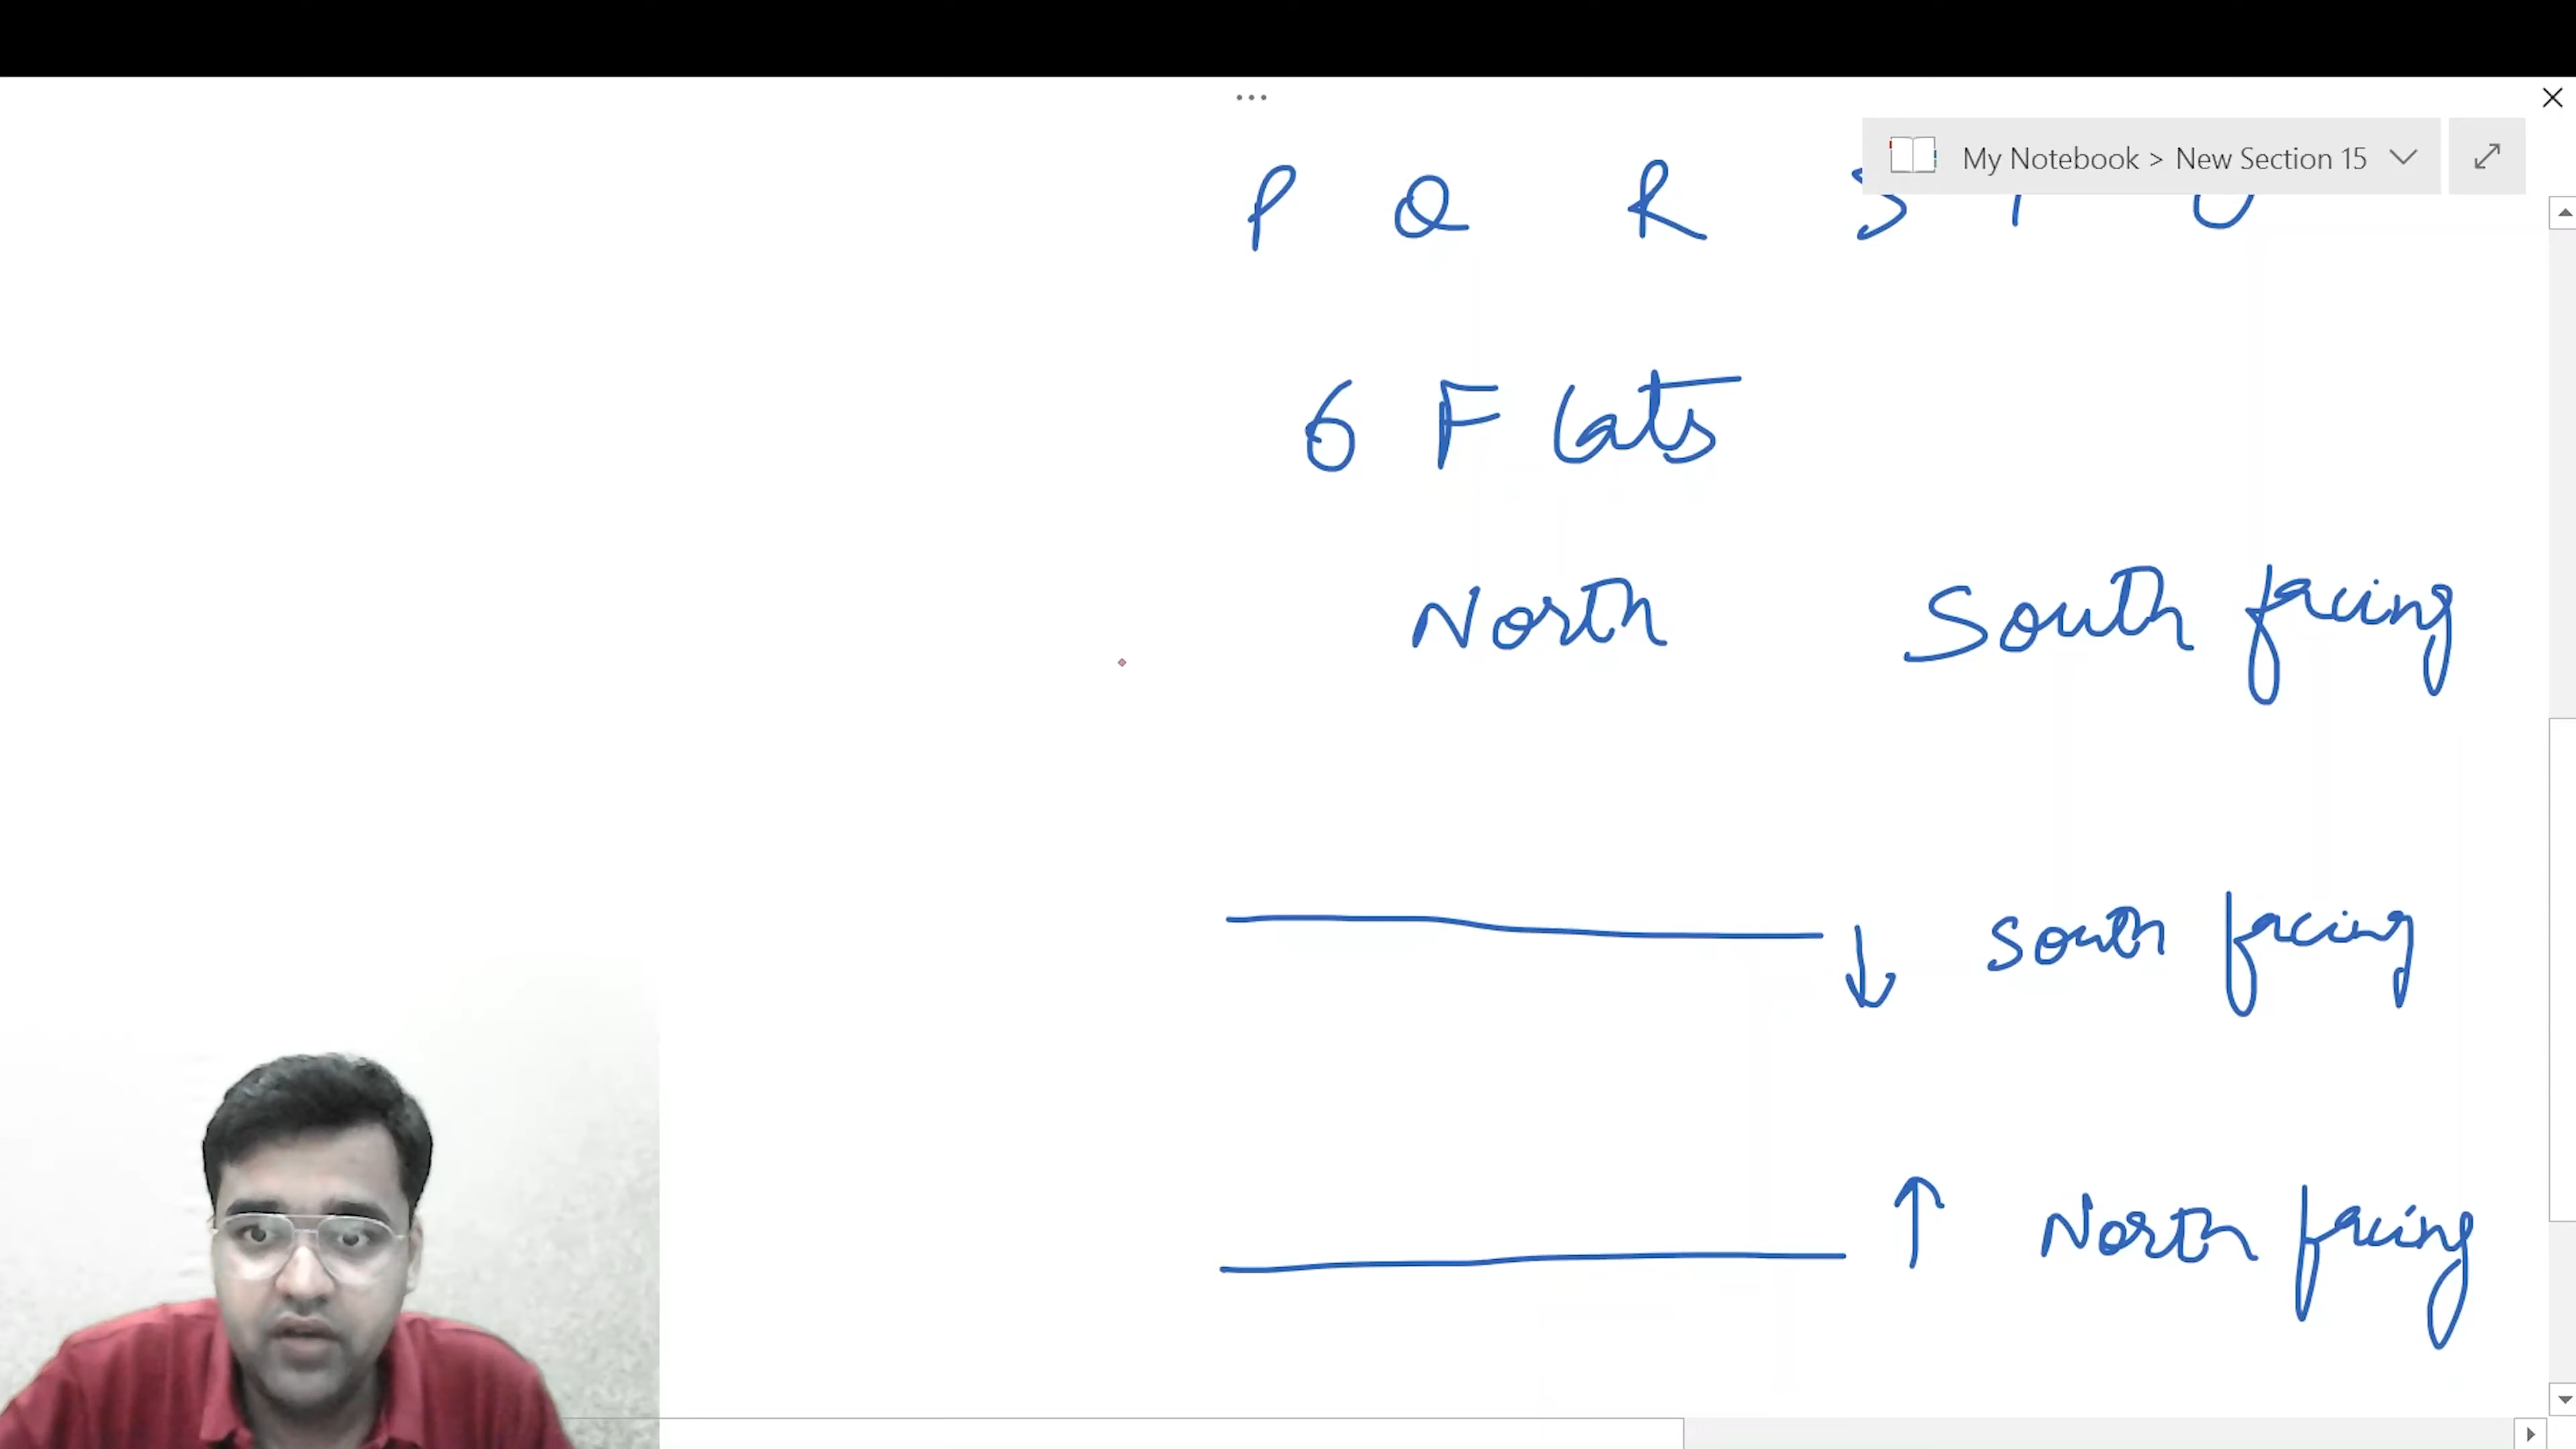 My Notebook > New Section 15
P Q R S T U
6 Flats
North South facing
South facing
North facing